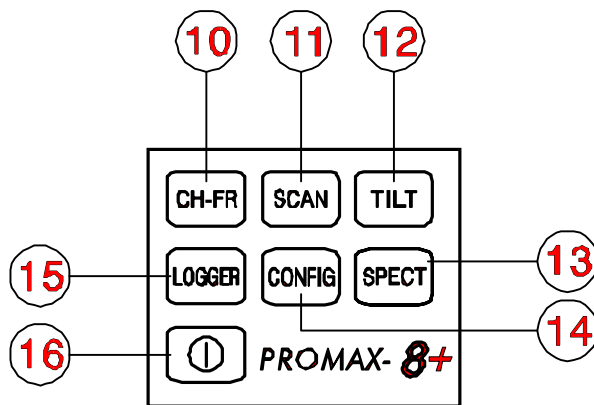 10 11 12
CH-FR SCAN TILT
LOGGER CONFIG SPECT
15 13
14
16 PROMAX- 8+